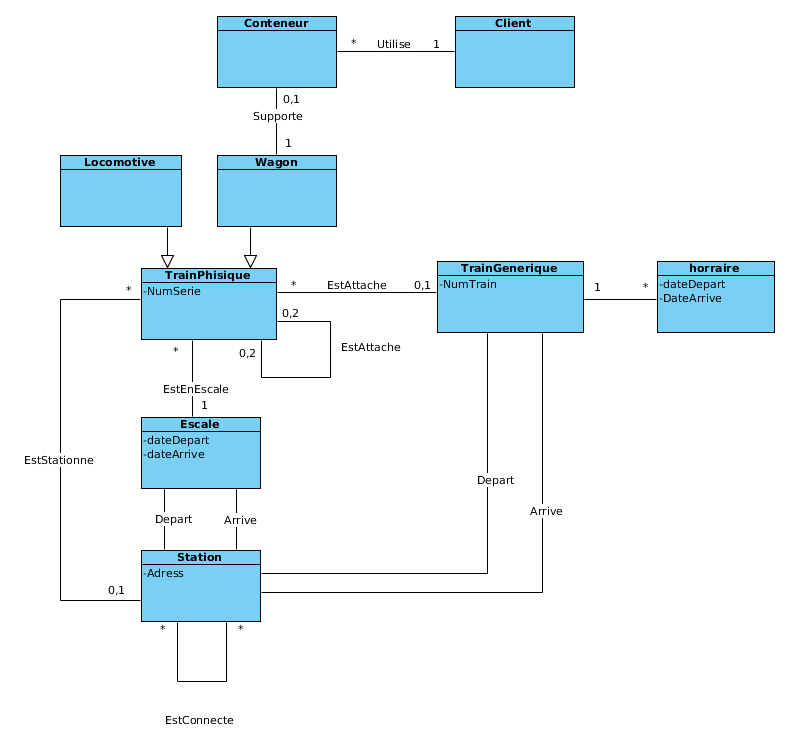 Conteneur
Client
* Utilise 1
0,1
Supporte
1
Locomotive
Wagon
TrainPhisique
-NumSerie
TrainGenerique
-NumTrain
horraire
-dateDepart
-DateArrive
*
* EstAttache 0,1
1 *
0,2
0,2
EstAttache
*
EstEnEscale
1
Escale
-dateDepart
-dateArrive
EstStationne
Depart
Arrive
Depart
Arrive
Station
-Adress
0,1
* *
EstConnecte